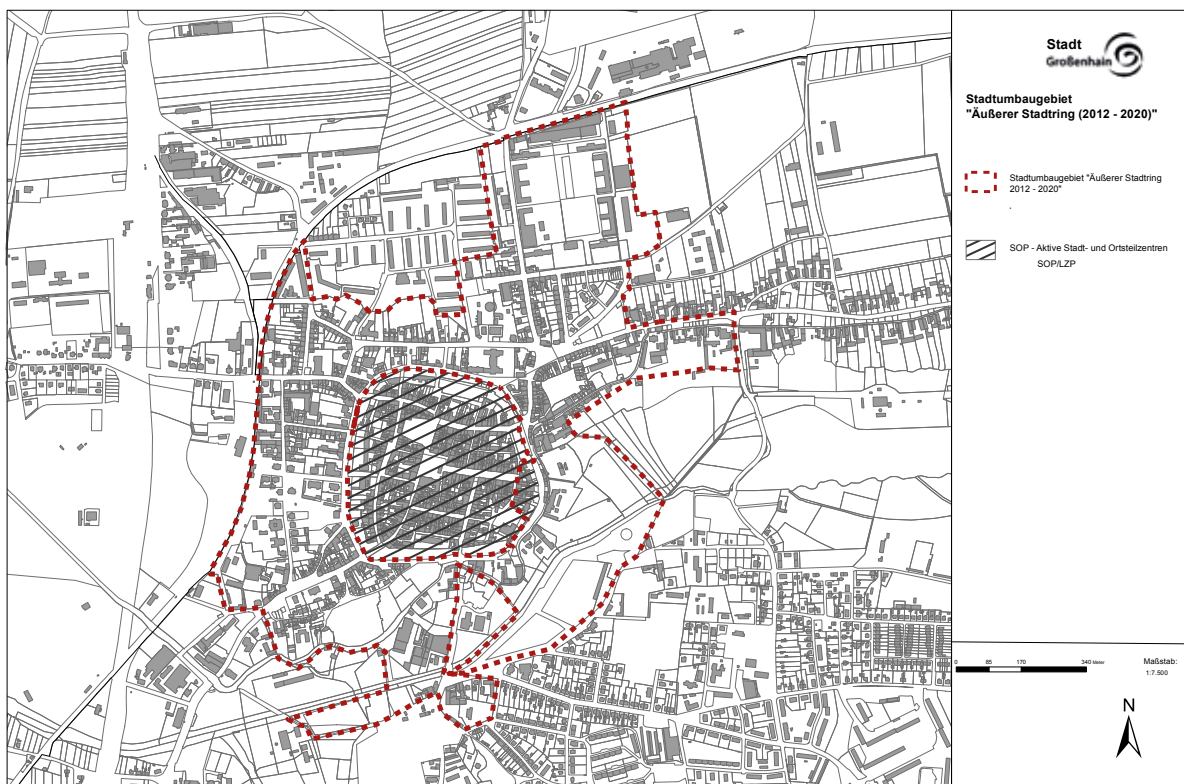 Stadt
Großenhain
Stadtumbaugebiet
"Äußerer Stadtring (2012 - 2020)"
Stadtumbaugebiet "Äußerer Stadtring
2012 - 2020"
.
SOP - Aktive Stadt- und Ortsteilzentren
SOP/LZP
0 85 170 340 Meter
Maßstab:
1:7.500
N